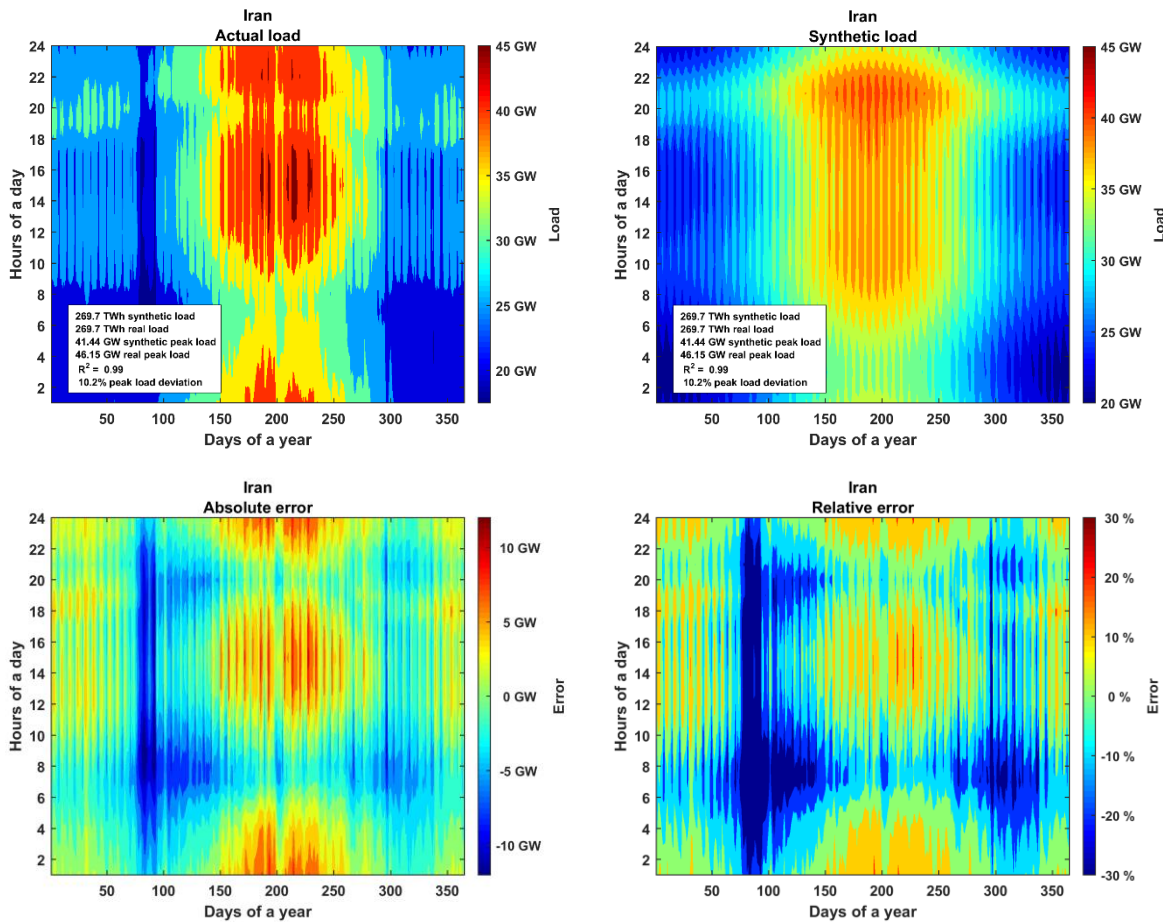 Iran
Actual load
24
22
20
18
16
14
12
10
8
6
4
2
Hours of a day
269.7 TWh synthetic load
269.7 TWh real load
41.44 GW synthetic peak load
46.15 GW real peak load
R² = 0.99
10.2% peak load deviation
50 100 150 200 250 300 350
Days of a year
45 GW
40 GW
35 GW
30 GW
25 GW
20 GW
Load
Iran
Synthetic load
24
22
20
18
16
14
12
10
8
6
4
2
Hours of a day
269.7 TWh synthetic load
269.7 TWh real load
41.44 GW synthetic peak load
46.15 GW real peak load
R² = 0.99
10.2% peak load deviation
50 100 150 200 250 300 350
Days of a year
45 GW
40 GW
35 GW
30 GW
25 GW
20 GW
Load
Iran
Absolute error
24
22
20
18
16
14
12
10
8
6
4
2
Hours of a day
50 100 150 200 250 300 350
Days of a year
10 GW
5 GW
0 GW
-5 GW
-10 GW
Error
Iran
Relative error
24
22
20
18
16
14
12
10
8
6
4
2
Hours of a day
50 100 150 200 250 300 350
Days of a year
30 %
20 %
10 %
0 %
-10 %
-20 %
-30 %
Error